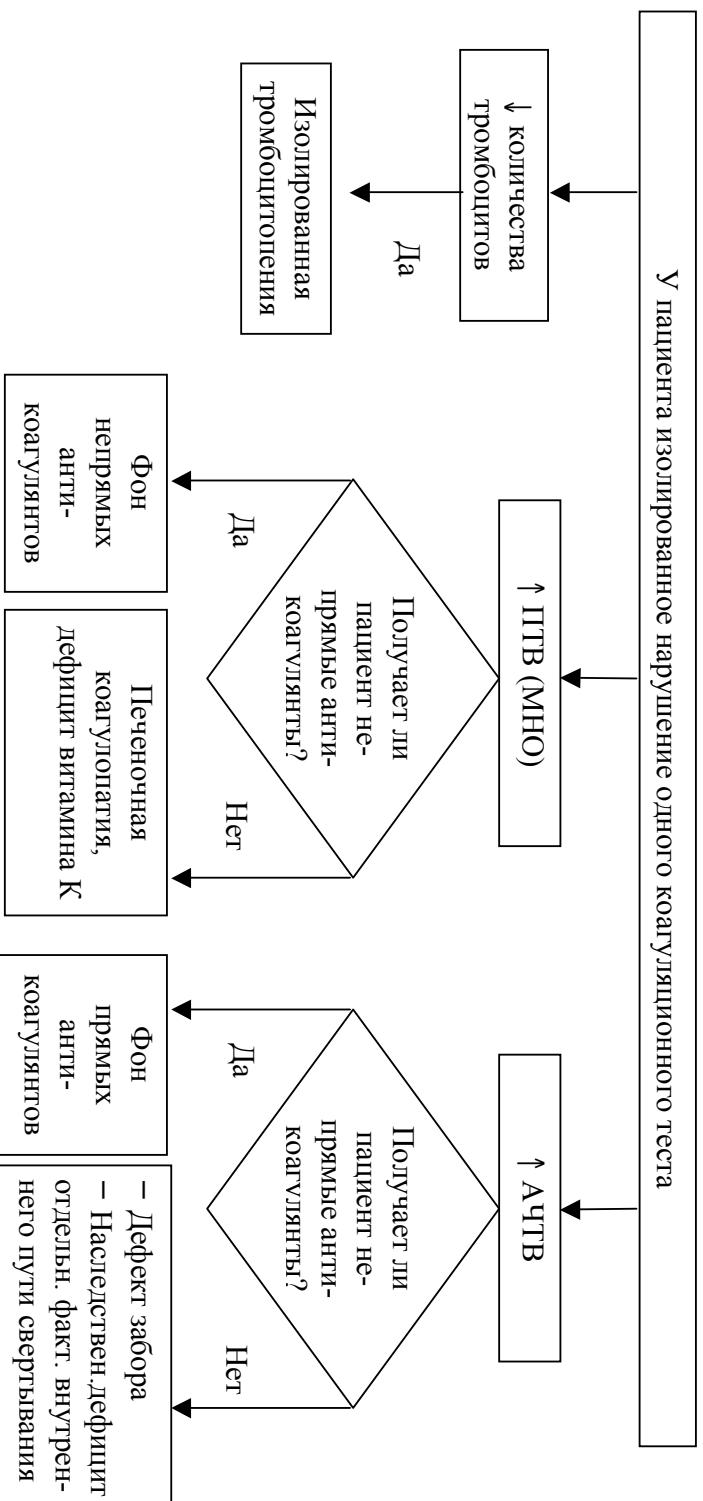 У пациента изолированное нарушение одного коагуляционного теста
↓ количества
тромбоцитов
Да
Изолированная
тромбоцитопения
↑ ПТВ (МНО)
Получает ли
пациент не-
прямые анти-
коагулянты?
Да
Нет
Фон
непрямых
анти-
коагулянтов
Печеночная
коагулопатия,
дефицит витамина К
↑ АЧТВ
Получает ли
пациент не-
прямые анти-
коагулянты?
Да
Нет
Фон
прямых
анти-
коагулянтов
– Дефект забора
– Наследствен.дефицит
отдельн. факт. внутрен-
него пути свертывания